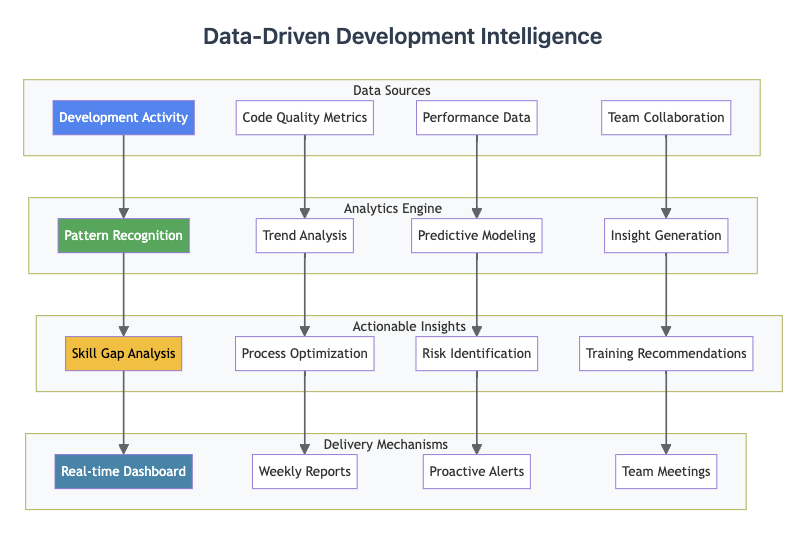 Data-Driven Development Intelligence
Data Sources
Development Activity
Code Quality Metrics
Performance Data
Team Collaboration
Analytics Engine
Pattern Recognition
Trend Analysis
Predictive Modeling
Insight Generation
Actionable Insights
Skill Gap Analysis
Process Optimization
Risk Identification
Training Recommendations
Delivery Mechanisms
Real-time Dashboard
Weekly Reports
Proactive Alerts
Team Meetings